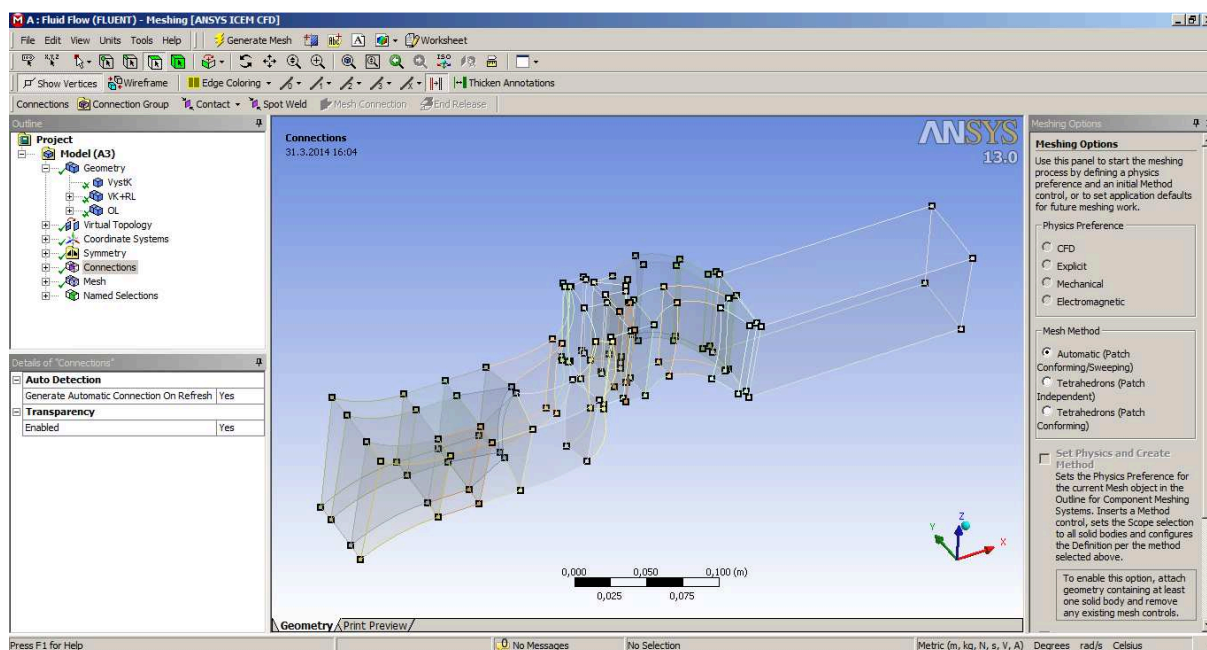 A : Fluid Flow (FLUENT) - Meshing [ANSYS ICEM CFD]
File Edit View Units Tools Help Generate Mesh A Worksheet
Show Vertices Wireframe Edge Coloring Thicken Annotations
Connections Connection Group Contact Spot Weld Mesh Connection End Release
Outline
Project
Model (A3)
Geometry
VystK
VK+RL
OL
Virtual Topology
Coordinate Systems
Symmetry
Connections
Mesh
Named Selections
Details of "Connections"
Auto Detection
Generate Automatic Connection On Refresh Yes
Transparency
Enabled Yes
Connections
31.3.2014 16:04
ANSYS
13.0
Z
Y
X
0,000 0,050 0,100 (m)
0,025 0,075
Geometry Print Preview
Meshing Options
Meshing Options
Use this panel to start the meshing
process by defining a physics
preference and an initial Method
control, or to set application defaults
for future meshing work.
Physics Preference
CFD
Explicit
Mechanical
Electromagnetic
Mesh Method
Automatic (Patch
Conforming/Sweeping)
Tetrahedrons (Patch
Independent)
Tetrahedrons (Patch
Conforming)
Set Physics and Create
Method
Sets the Physics Preference for
the current Mesh object in the
Outline for Component Meshing
Systems. Inserts a Method
control, sets the Scope selection
to all solid bodies and configures
the Definition per the method
selected above.
To enable this option, attach
geometry containing at least
one solid body and remove
any existing mesh controls.
Press F1 for Help No Messages No Selection Metric (m, kg, N, s, V, A) Degrees rad/s Celsius